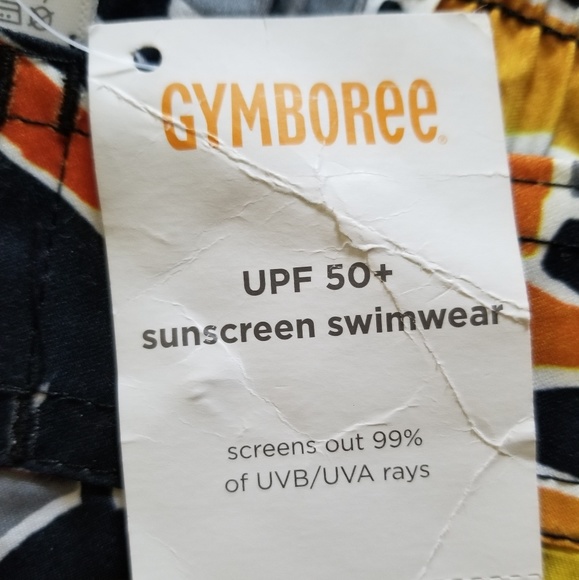 GYMBOREE®
UPF 50+
sunscreen swimwear
screens out 99%
of UVB/UVA rays